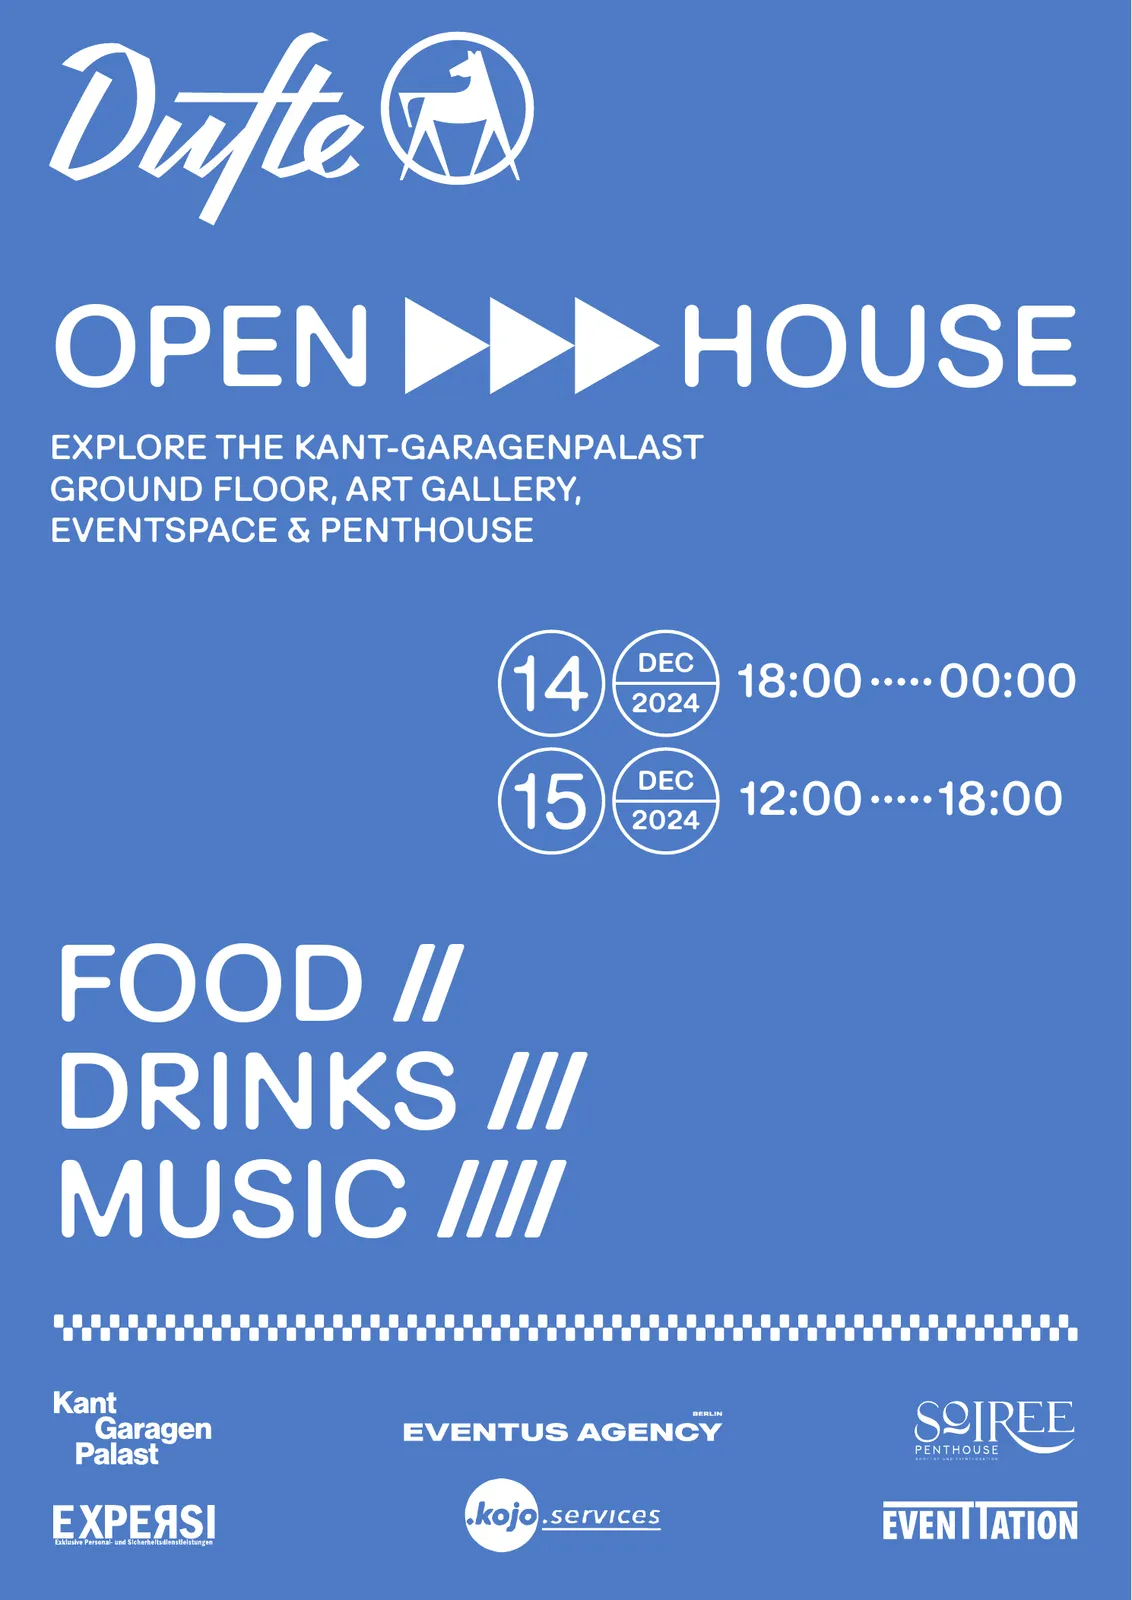 Dufte
OPEN HOUSE
EXPLORE THE KANT-GARAGENPALAST
GROUND FLOOR, ART GALLERY,
EVENTSPACE & PENTHOUSE
14 DEC 2024 18:00 ····· 00:00
15 DEC 2024 12:00 ····· 18:00
FOOD //
DRINKS ///
MUSIC ////
Kant
Garagen
Palast
BERLIN
EVENTUS AGENCY
SOIREE
PENTHOUSE
EXPERSI
Exklusive Personal- und Sicherheitsdienstleistungen
.kojo.services
EVENTTATION